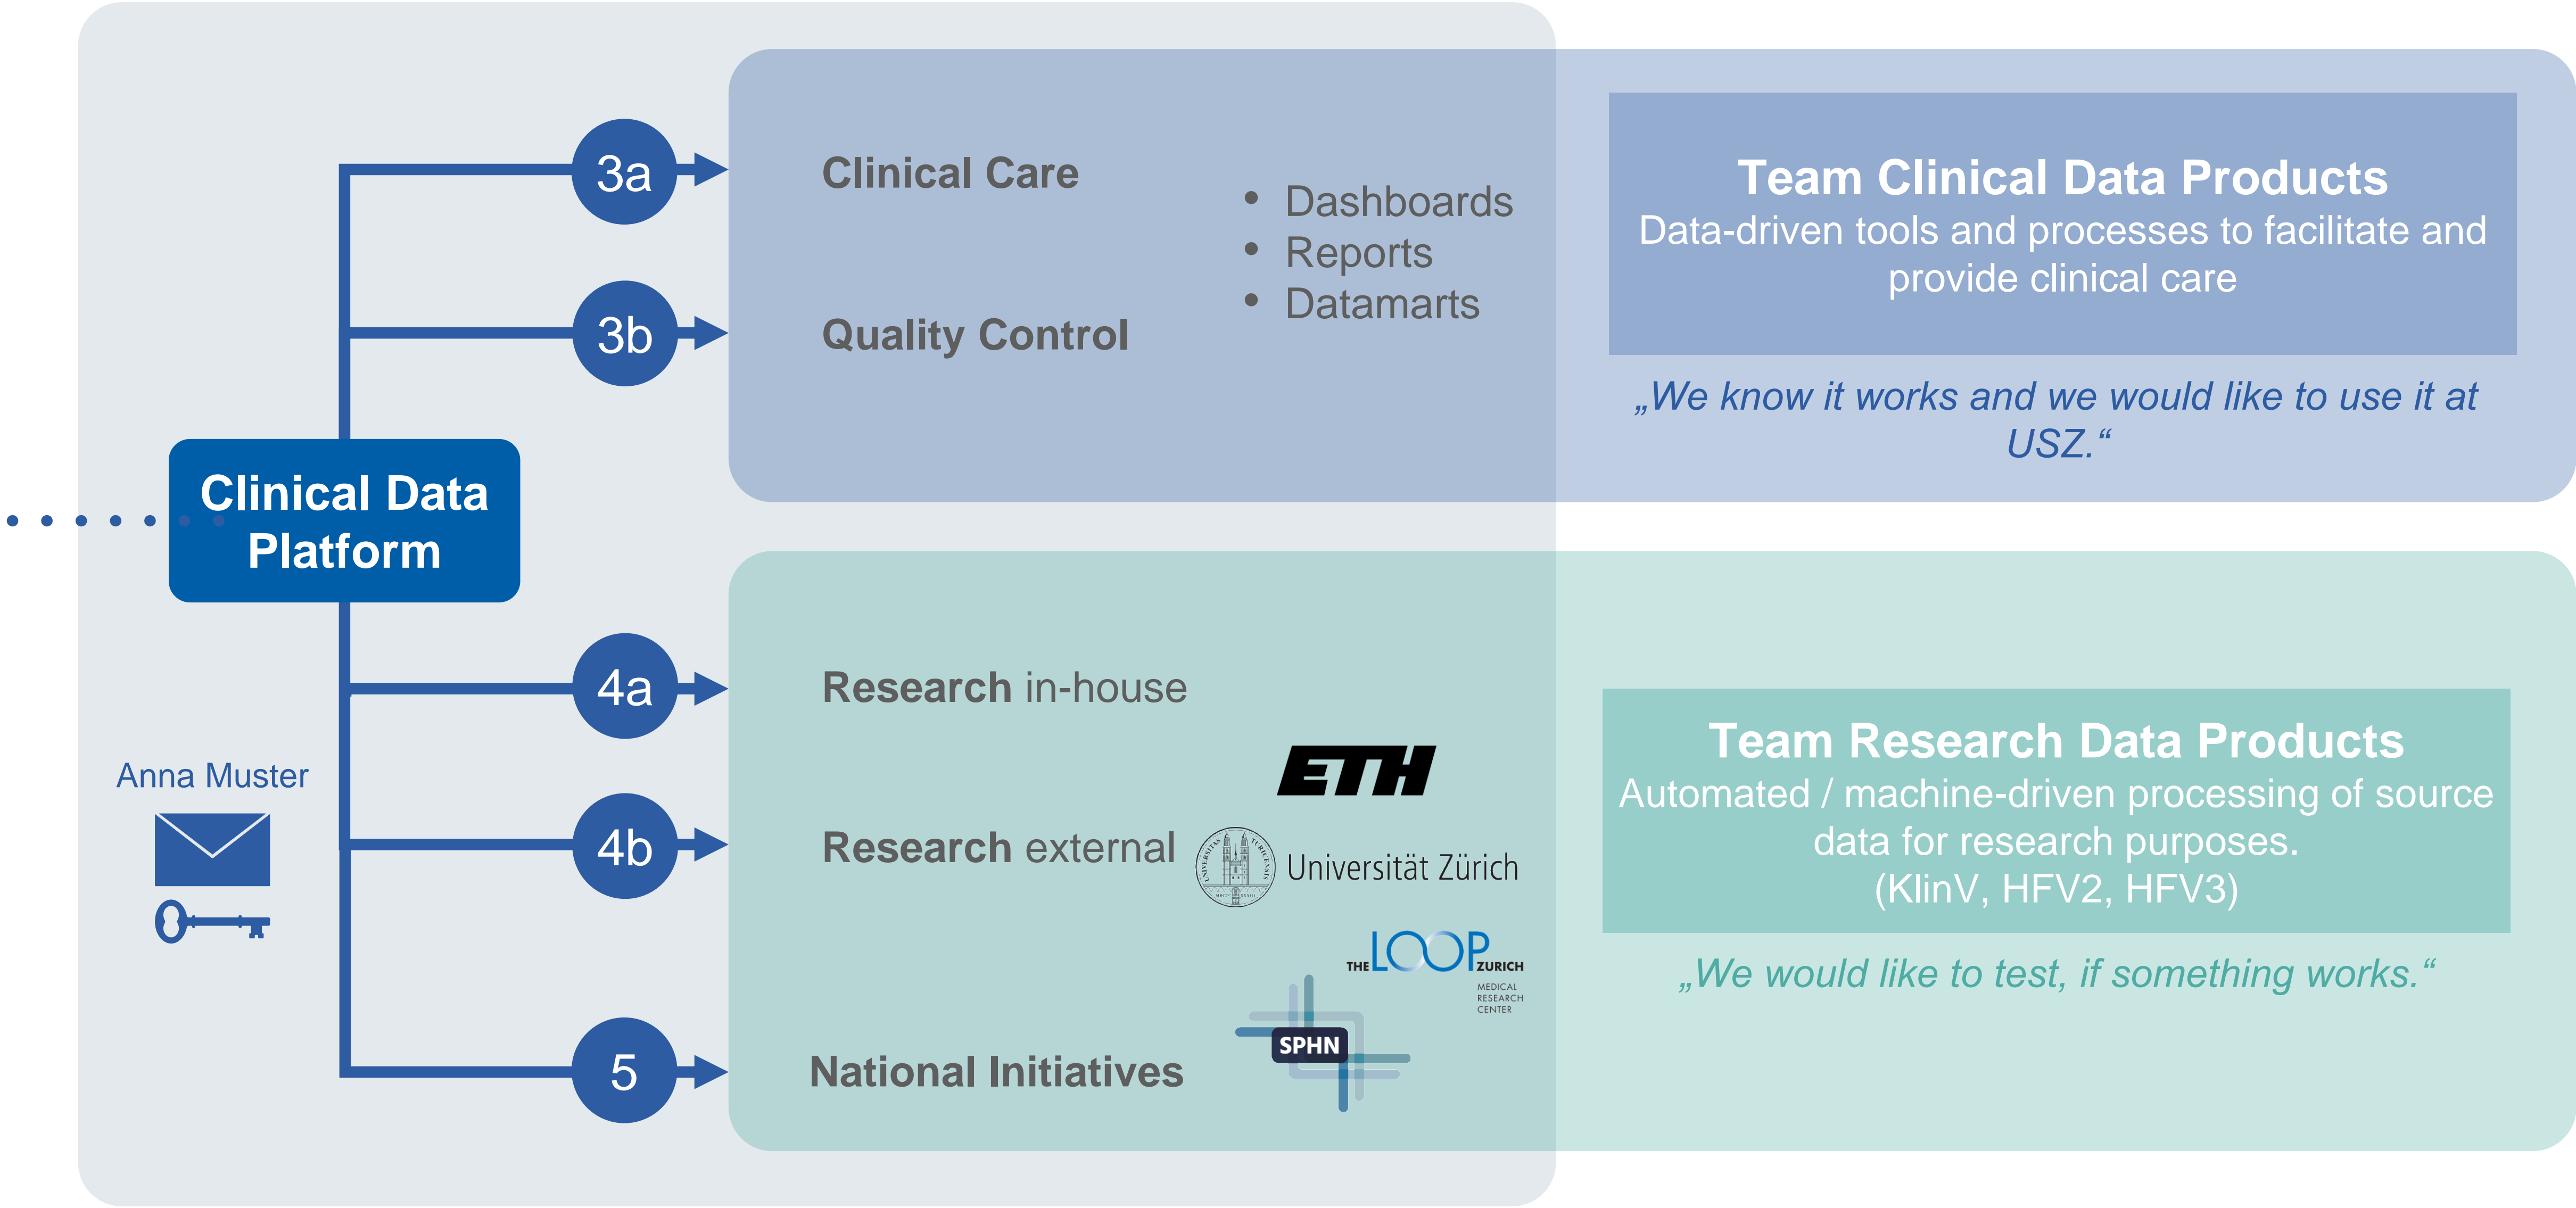 3a
Clinical Care
3b
Quality Control
• Dashboards
• Reports
• Datamarts
Team Clinical Data Products
Data-driven tools and processes to facilitate and
provide clinical care
„We know it works and we would like to use it at
USZ.“
Clinical Data
Platform
Anna Muster
4a
Research in-house
4b
Research external
ETH
UNIVERSITAS TURICENSIS
Universität Zürich
THE LOOP ZURICH
MEDICAL
RESEARCH
CENTER
5
National Initiatives
SPHN
Team Research Data Products
Automated / machine-driven processing of source
data for research purposes.
(KlinV, HFV2, HFV3)
„We would like to test, if something works.“